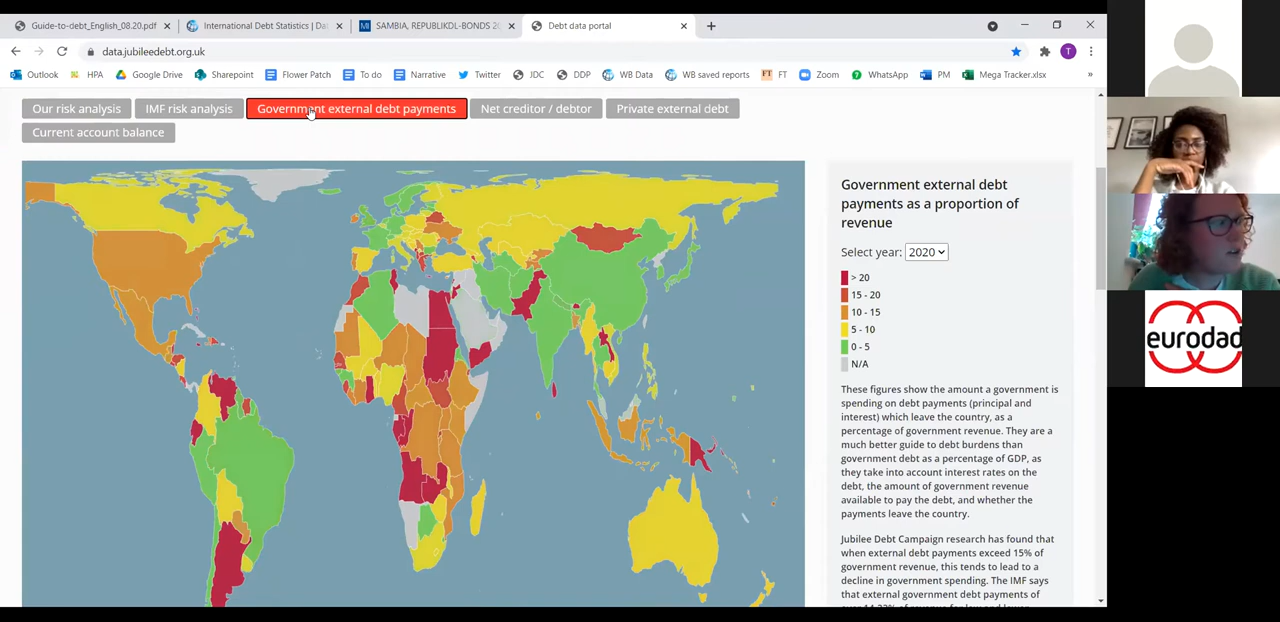 Guide-to-debt_English_08.20.pdf
International Debt Statistics | Da
SAMBIA, REPUBLIKDL-BONDS 20
Debt data portal
data.jubileedebt.org.uk
Outlook HPA Google Drive Sharepoint Flower Patch To do Narrative Twitter JDC DDP WB Data WB saved reports FT FT Zoom WhatsApp PM Mega Tracker.xlsx »
Our risk analysis IMF risk analysis Government external debt payments Net creditor / debtor Private external debt
Current account balance
Government external debt
payments as a proportion of
revenue
Select year: 2020
> 20
15 - 20
10 - 15
5 - 10
0 - 5
N/A
These figures show the amount a government is
spending on debt payments (principal and
interest) which leave the country, as a
percentage of government revenue. They are a
much better guide to debt burdens than
government debt as a percentage of GDP, as
they take into account interest rates on the
debt, the amount of government revenue
available to pay the debt, and whether the
payments leave the country.
Jubilee Debt Campaign research has found that
when external debt payments exceed 15% of
government revenue, this tends to lead to a
decline in government spending. The IMF says
that external government debt payments of
eurodad